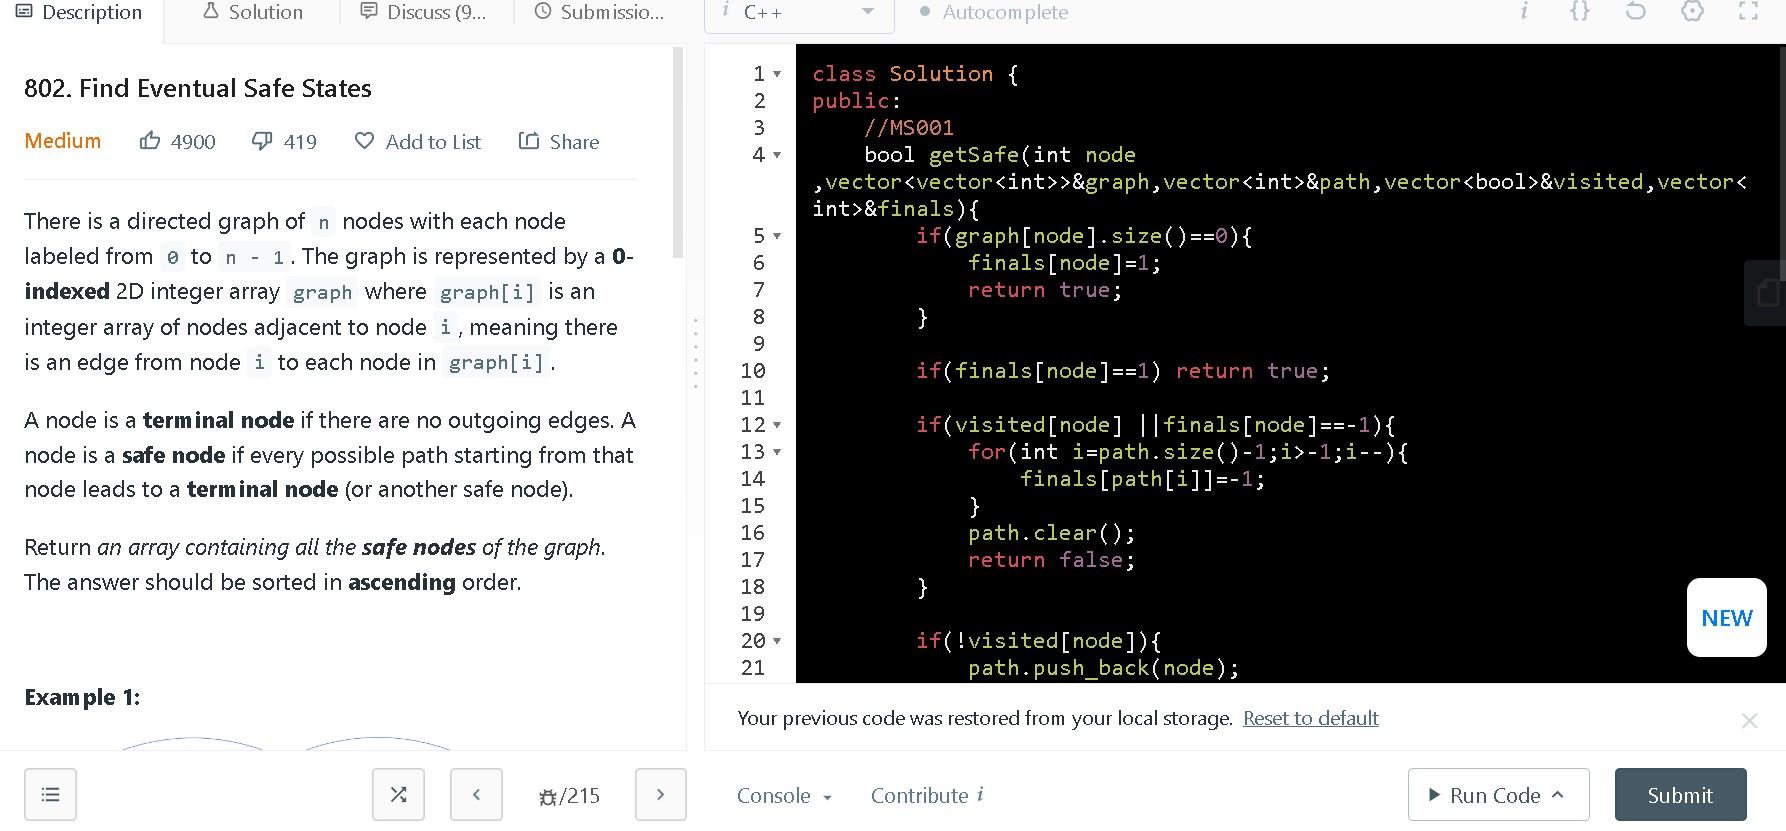 Description
Solution
Discuss (9...
Submissio...
i C++
Autocomplete
i {}
802. Find Eventual Safe States
Medium 4900 419 Add to List Share
There is a directed graph of n nodes with each node
labeled from 0 to n - 1. The graph is represented by a 0-
indexed 2D integer array graph where graph[i] is an
integer array of nodes adjacent to node i, meaning there
is an edge from node i to each node in graph[i].
A node is a terminal node if there are no outgoing edges. A
node is a safe node if every possible path starting from that
node leads to a terminal node (or another safe node).
Return an array containing all the safe nodes of the graph.
The answer should be sorted in ascending order.
Example 1:
/215
1 class Solution {
2 public:
3 //MS001
4 bool getSafe(int node
,vector<vector<int>>&graph,vector<int>&path,vector<bool>&visited,vector<
int>&finals){
5 if(graph[node].size()==0){
6 finals[node]=1;
7 return true;
8 }
9
10 if(finals[node]==1) return true;
11
12 if(visited[node] ||finals[node]==-1){
13 for(int i=path.size()-1;i>-1;i--){
14 finals[path[i]]=-1;
15 }
16 path.clear();
17 return false;
18 }
19
20 if(!visited[node]){
21 path.push_back(node);
NEW
Your previous code was restored from your local storage. Reset to default
Console
Contribute i
Run Code
Submit